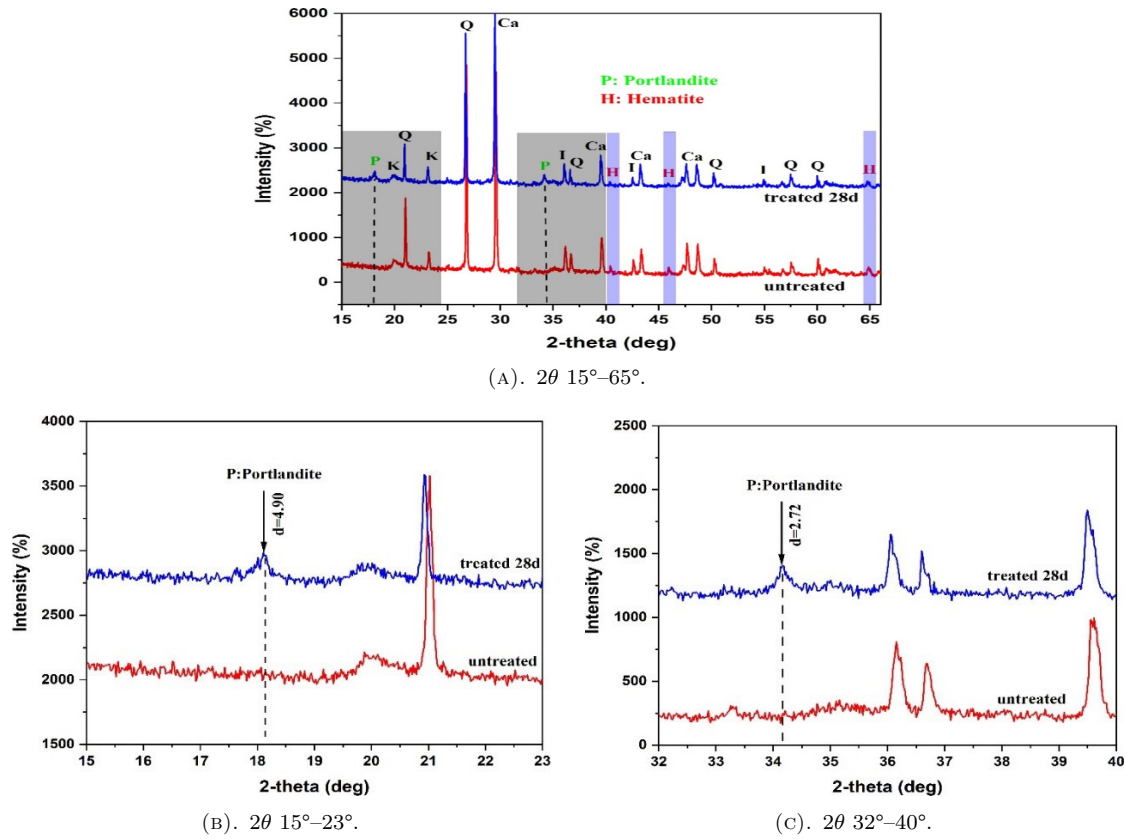 6000
5000
4000
3000
2000
1000
0
Intensity (%)
Q
Ca
P: Portlandite
H: Hematite
P
K
Q
K
P
I
Q
Ca
H
I
Ca
H
Ca
Q
I
Q
Q
H
treated 28d
untreated
15 20 25 30 35 40 45 50 55 60 65
2-theta (deg)
(A). 2θ 15°–65°.
4000
3500
3000
2500
2000
1500
Intensity (%)
P:Portlandite
d=4.90
treated 28d
untreated
15 16 17 18 19 20 21 22 23
2-theta (deg)
(B). 2θ 15°–23°.
2500
2000
1500
1000
500
0
Intensity (%)
P:Portlandite
d=2.72
treated 28d
untreated
32 33 34 35 36 37 38 39 40
2-theta (deg)
(C). 2θ 32°–40°.